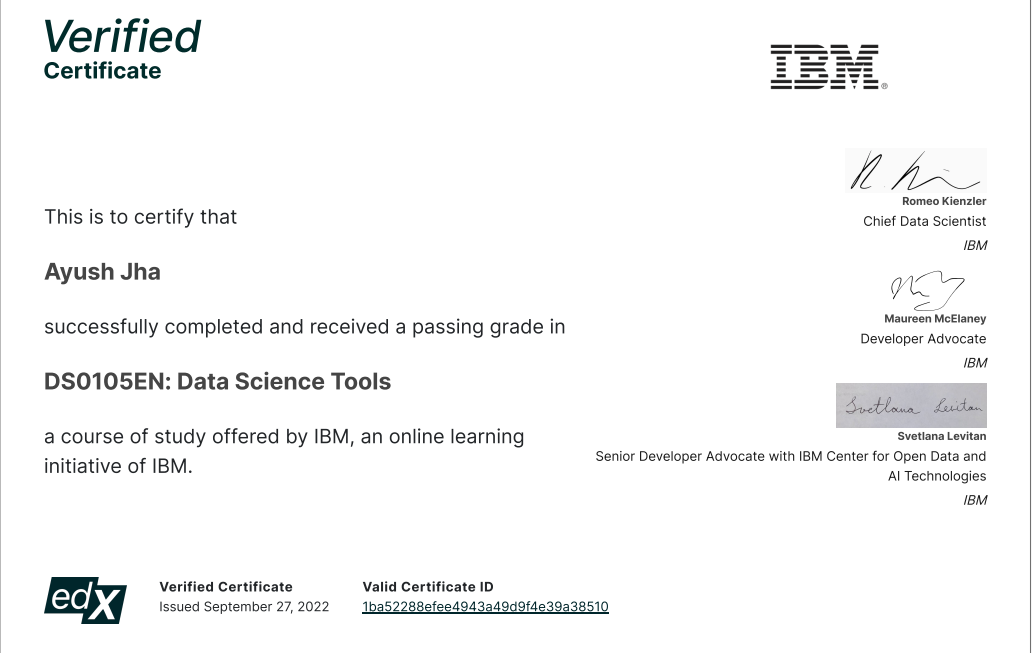 Verified
Certificate
IBM®
This is to certify that
Ayush Jha
successfully completed and received a passing grade in
DS0105EN: Data Science Tools
a course of study offered by IBM, an online learning
initiative of IBM.
Romeo Kienzler
Chief Data Scientist
IBM
Maureen McElaney
Developer Advocate
IBM
Svetlana Levitan
Svetlana Levitan
Senior Developer Advocate with IBM Center for Open Data and
AI Technologies
IBM
edX
Verified Certificate
Issued September 27, 2022
Valid Certificate ID
1ba52288efee4943a49d9f4e39a38510